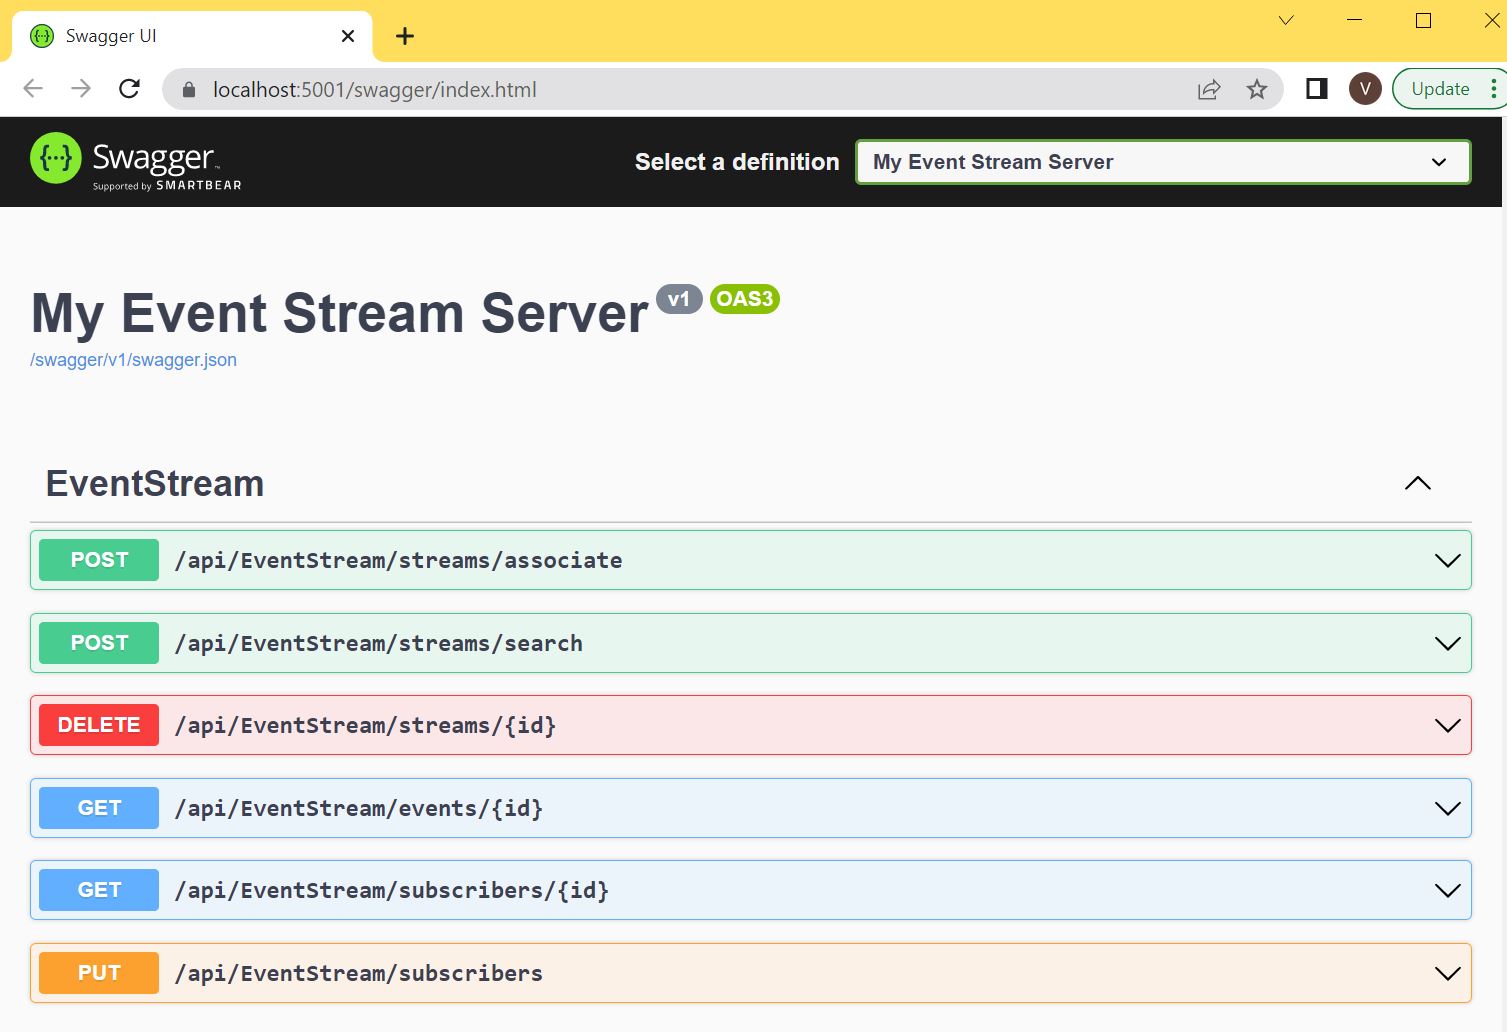 Swagger UI
localhost:5001/swagger/index.html
V
Update
{···} Swagger™
Supported by SMARTBEAR
Select a definition
My Event Stream Server
My Event Stream Server v1 OAS3
/swagger/v1/swagger.json
EventStream
POST /api/EventStream/streams/associate
POST /api/EventStream/streams/search
DELETE /api/EventStream/streams/{id}
GET /api/EventStream/events/{id}
GET /api/EventStream/subscribers/{id}
PUT /api/EventStream/subscribers